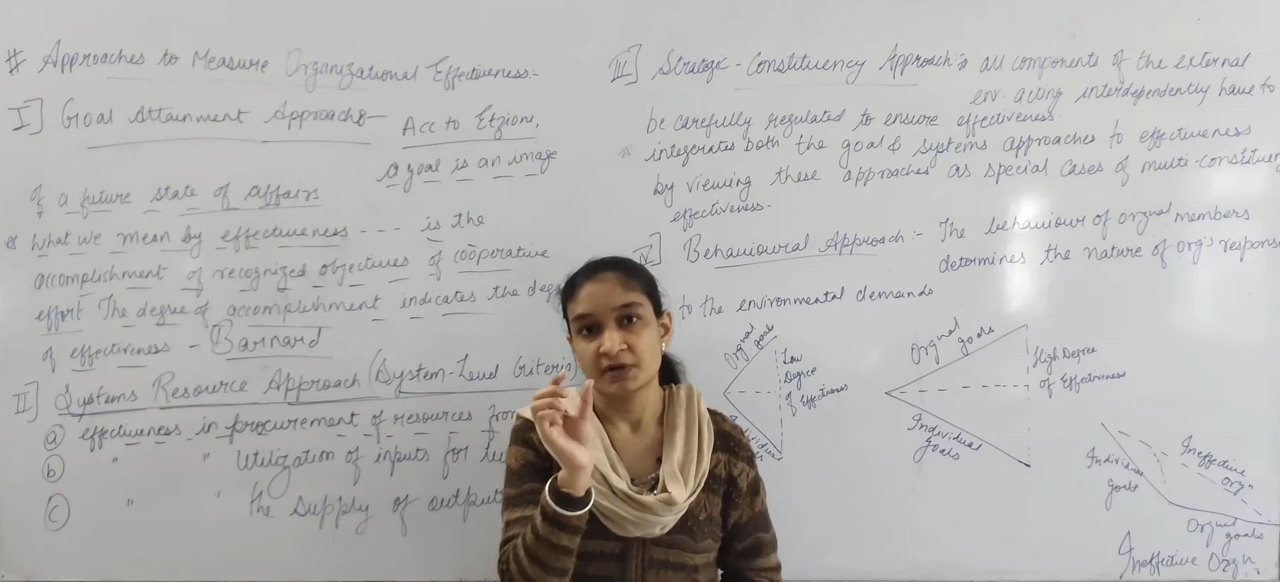 # Approaches to Measure Organizational Effectiveness:-
I] Goal Attainment Approach:-
Acc to Etzioni,
a goal is an image
of a future state of affairs
What we mean by effectiveness ---- is the
accomplishment of recognized objectives of cooperative
effort The degree of accomplishment indicates the
of effectiveness - Barnard
II] Systems Resource Approach (System-Level Criteria)
(a) effectiveness in procurement of resources from
(b) " " Utilization of inputs for
(c) " " the supply of output
III] Strategic-Constituency Approach:- all components of the external
env. acting interdependently have to
be carefully regulated to ensure effectiveness.
integrates both the goal & systems approaches to effectiveness
by viewing these approaches as special cases of multi-constituen
effectiveness.
Behavioural Approach:- The behaviour of orgnal members
determines the nature of org's respons
to the environmental demands
Orgnal goals
Low
Degree
of Effectiveness
Orgnal goals
High Degree
of Effectiveness
Individual
Goals
Individual
Goals
Ineffective
orgn
Orgnal
goals
Ineffective Orgn.